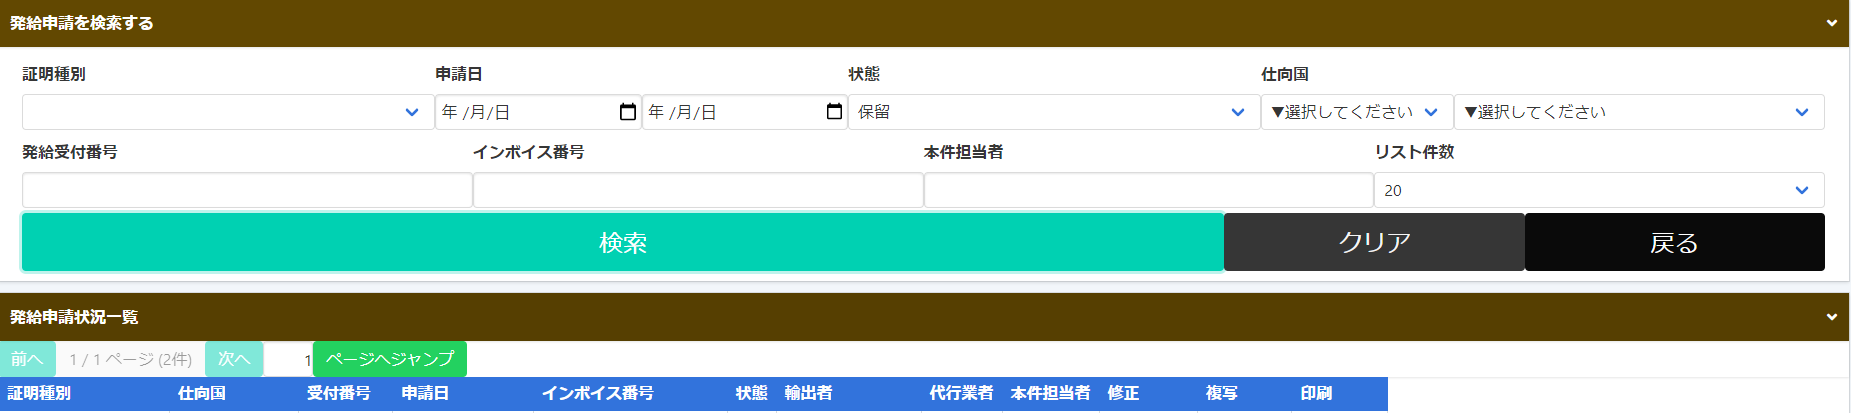 発給申請を検索する
証明種別 申請日 状態 仕向国
年 /月/日 年 /月/日 保留 ▼選択してください ▼選択してください
発給受付番号 インボイス番号 本件担当者 リスト件数
20
検索 クリア 戻る
発給申請状況一覧
前へ 1 / 1 ページ (2件) 次へ 1 ページへジャンプ
証明種別 仕向国 受付番号 申請日 インボイス番号 状態 輸出者 代行業者 本件担当者 修正 複写 印刷